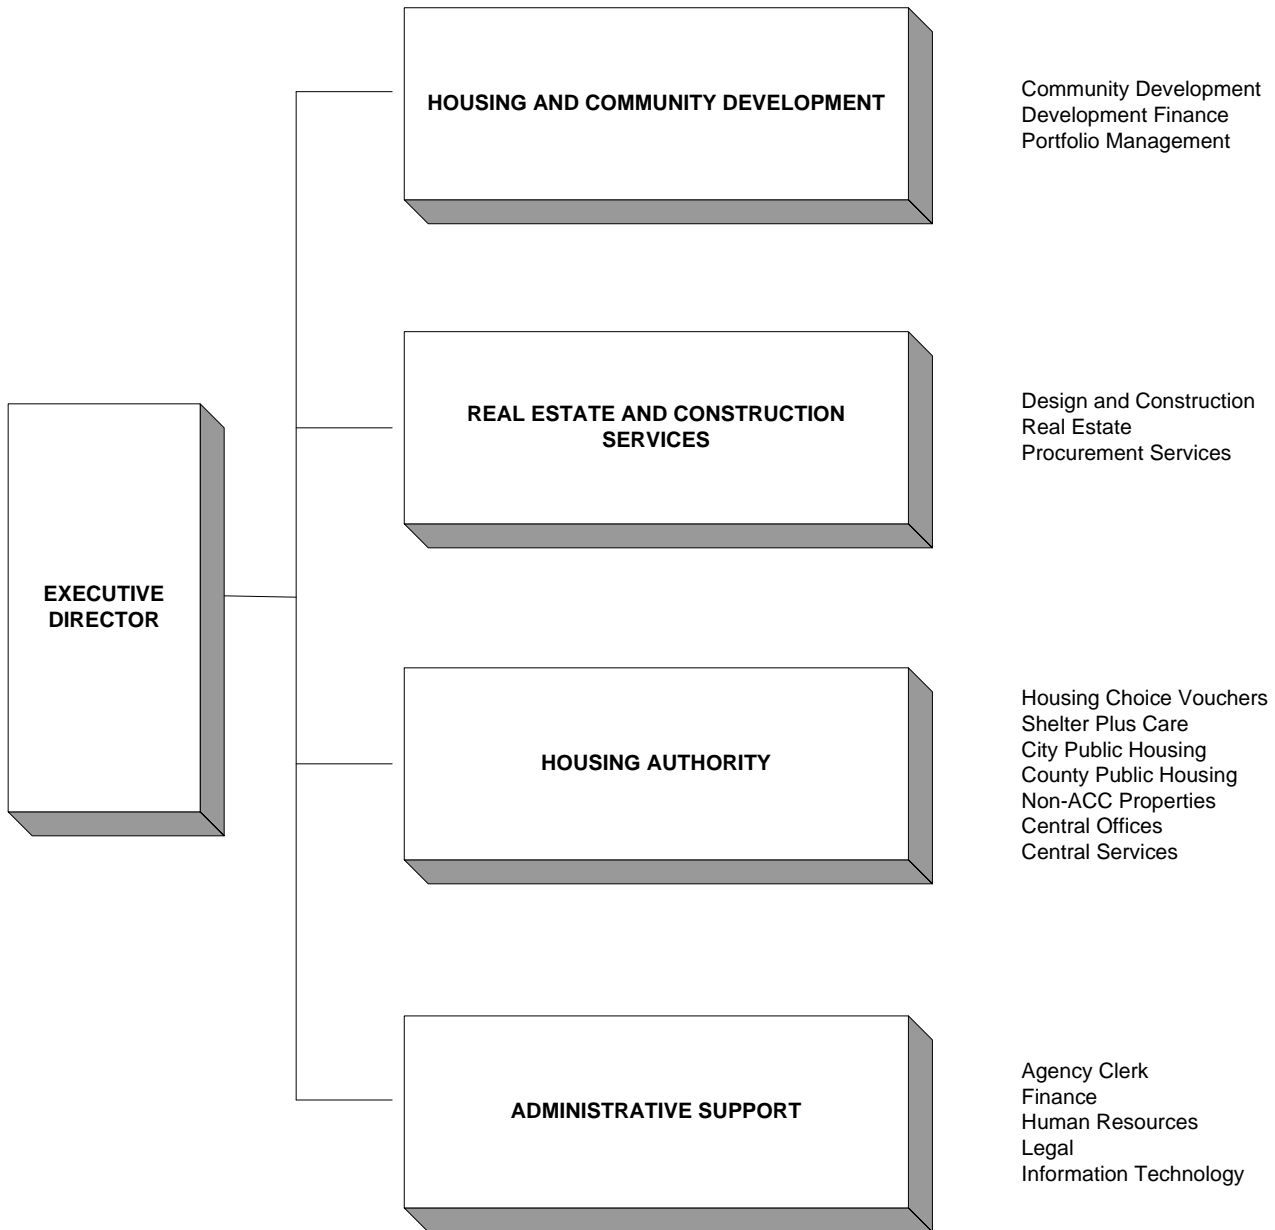 HOUSING AND COMMUNITY DEVELOPMENT
Community Development
Development Finance
Portfolio Management
REAL ESTATE AND CONSTRUCTION
SERVICES
Design and Construction
Real Estate
Procurement Services
EXECUTIVE
DIRECTOR
HOUSING AUTHORITY
Housing Choice Vouchers
Shelter Plus Care
City Public Housing
County Public Housing
Non-ACC Properties
Central Offices
Central Services
ADMINISTRATIVE SUPPORT
Agency Clerk
Finance
Human Resources
Legal
Information Technology